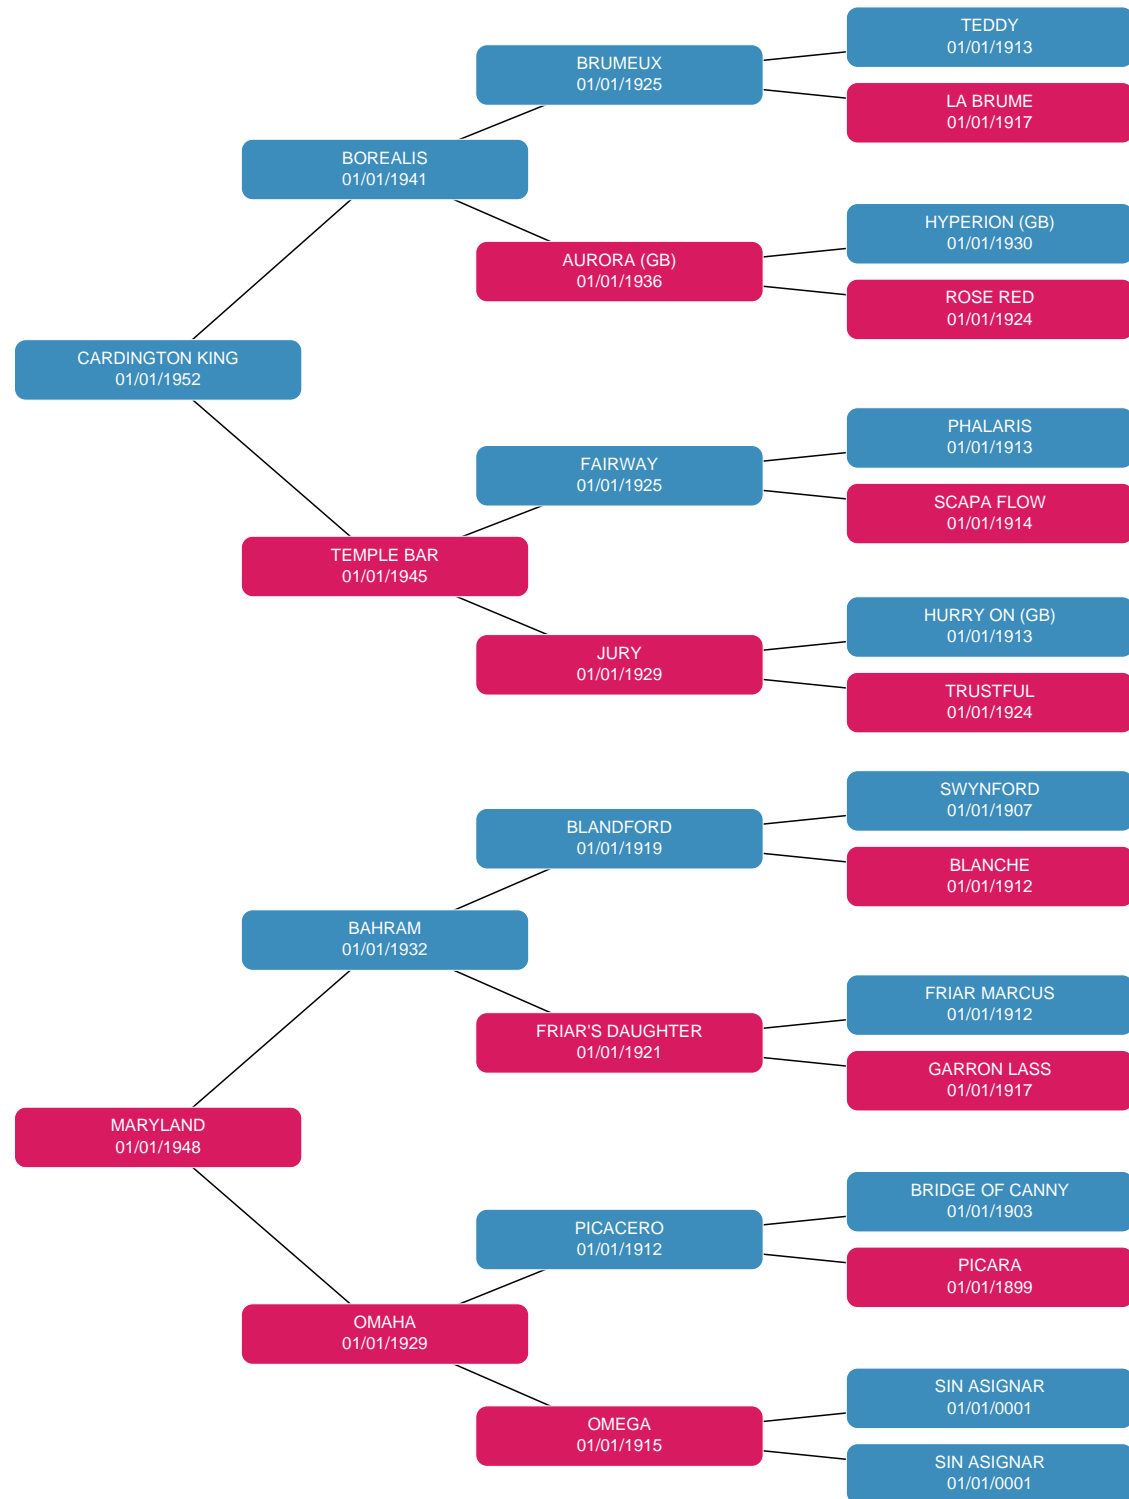 TEDDY
01/01/1913
BRUMEUX
01/01/1925
LA BRUME
01/01/1917
BOREALIS
01/01/1941
HYPERION (GB)
01/01/1930
AURORA (GB)
01/01/1936
ROSE RED
01/01/1924
CARDINGTON KING
01/01/1952
PHALARIS
01/01/1913
FAIRWAY
01/01/1925
SCAPA FLOW
01/01/1914
TEMPLE BAR
01/01/1945
HURRY ON (GB)
01/01/1913
JURY
01/01/1929
TRUSTFUL
01/01/1924
SWYNFORD
01/01/1907
BLANDFORD
01/01/1919
BLANCHE
01/01/1912
BAHRAM
01/01/1932
FRIAR MARCUS
01/01/1912
FRIAR'S DAUGHTER
01/01/1921
GARRON LASS
01/01/1917
MARYLAND
01/01/1948
BRIDGE OF CANNY
01/01/1903
PICACERO
01/01/1912
PICARA
01/01/1899
OMAHA
01/01/1929
SIN ASIGNAR
01/01/0001
OMEGA
01/01/1915
SIN ASIGNAR
01/01/0001